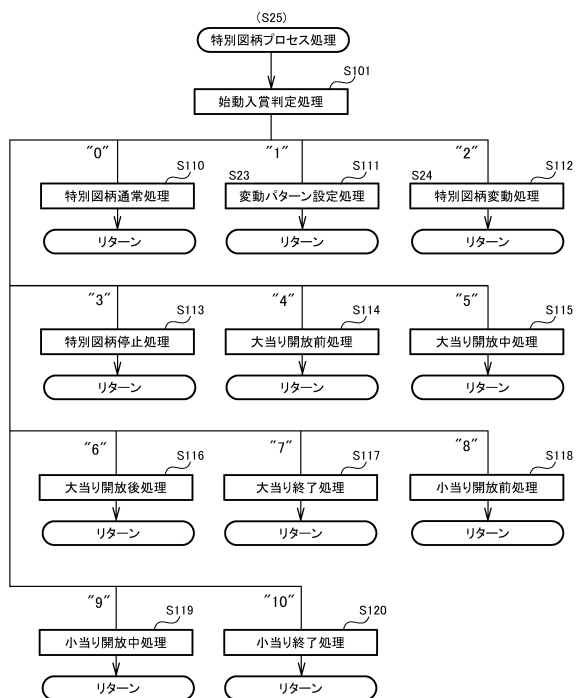 (S25)
特別図柄プロセス処理
S101
始動入賞判定処理
"0"
"1"
"2"
S110
S23
S111
S24
S112
特別図柄通常処理
変動パターン設定処理
特別図柄変動処理
リターン
リターン
リターン
"3"
"4"
"5"
S113
S114
S115
特別図柄停止処理
大当り開放前処理
大当り開放中処理
リターン
リターン
リターン
"6"
"7"
"8"
S116
S117
S118
大当り開放後処理
大当り終了処理
小当り開放前処理
リターン
リターン
リターン
"9"
"10"
S119
S120
小当り開放中処理
小当り終了処理
リターン
リターン